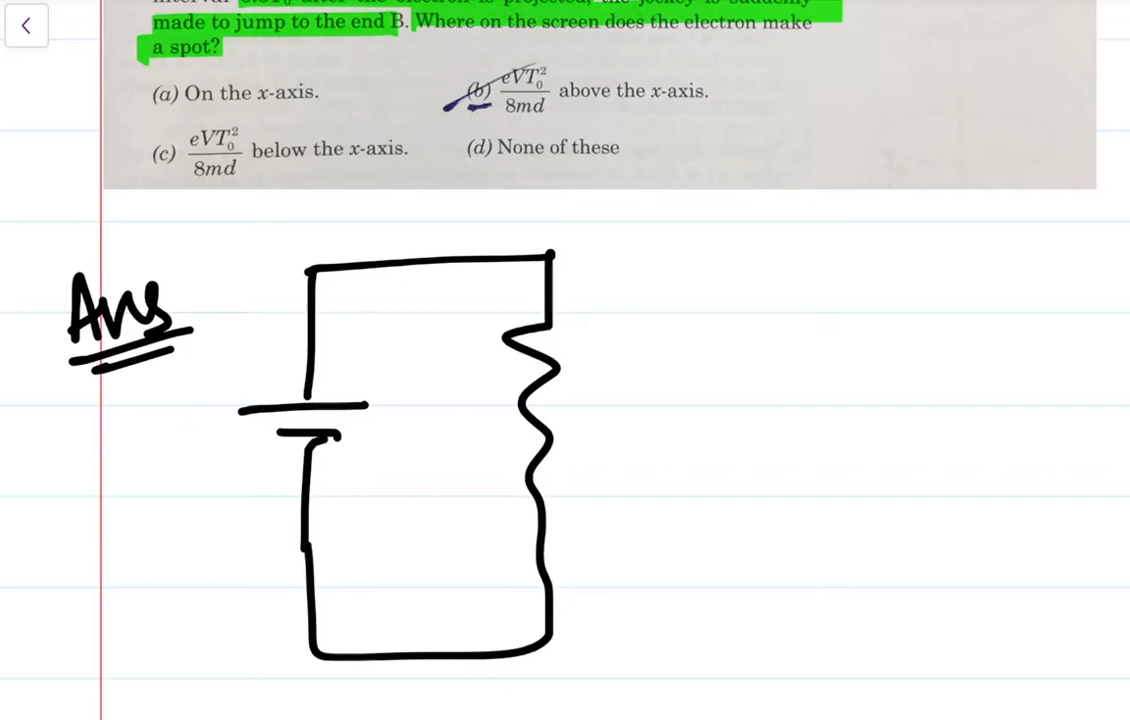 made to jump to the end B. Where on the screen does the electron make
a spot?
(a) On the x-axis. (b) eVT₀²/8md above the x-axis.
(c) eVT₀²/8md below the x-axis. (d) None of these
Ans